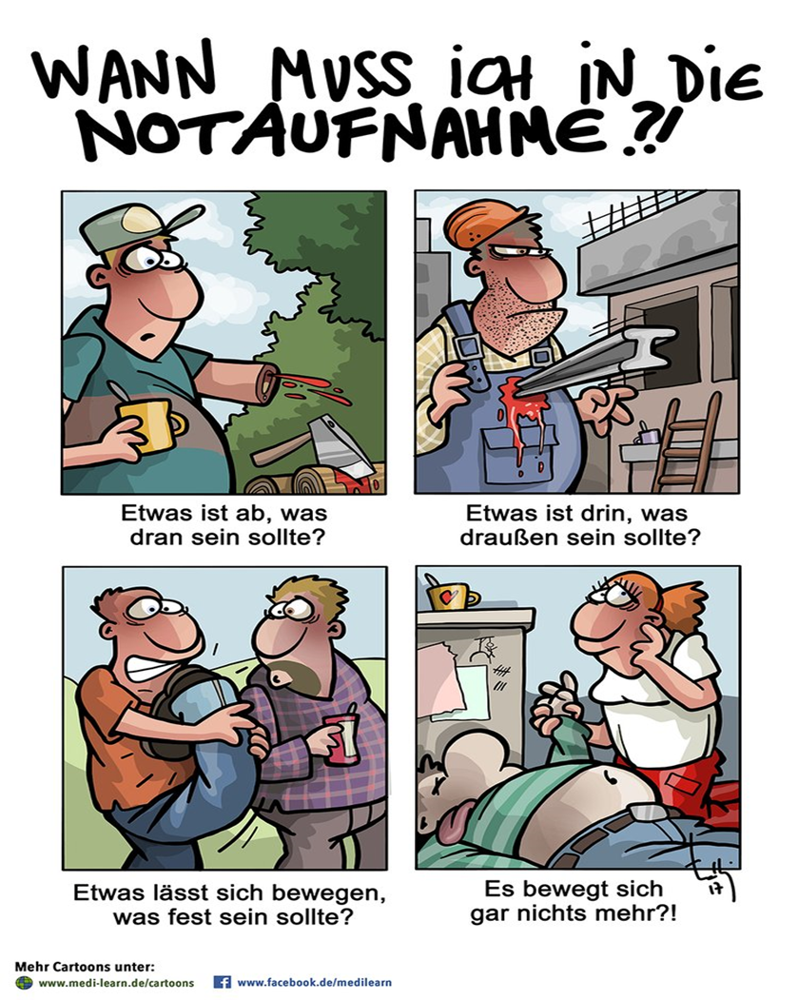 WANN MUSS ICH IN DIE
NOTAUFNAHME?!
Etwas ist ab, was
dran sein sollte?
Etwas ist drin, was
draußen sein sollte?
Etwas lässt sich bewegen,
was fest sein sollte?
Es bewegt sich
gar nichts mehr?!
17
Mehr Cartoons unter:
www.medi-learn.de/cartoons
www.facebook.de/medilearn